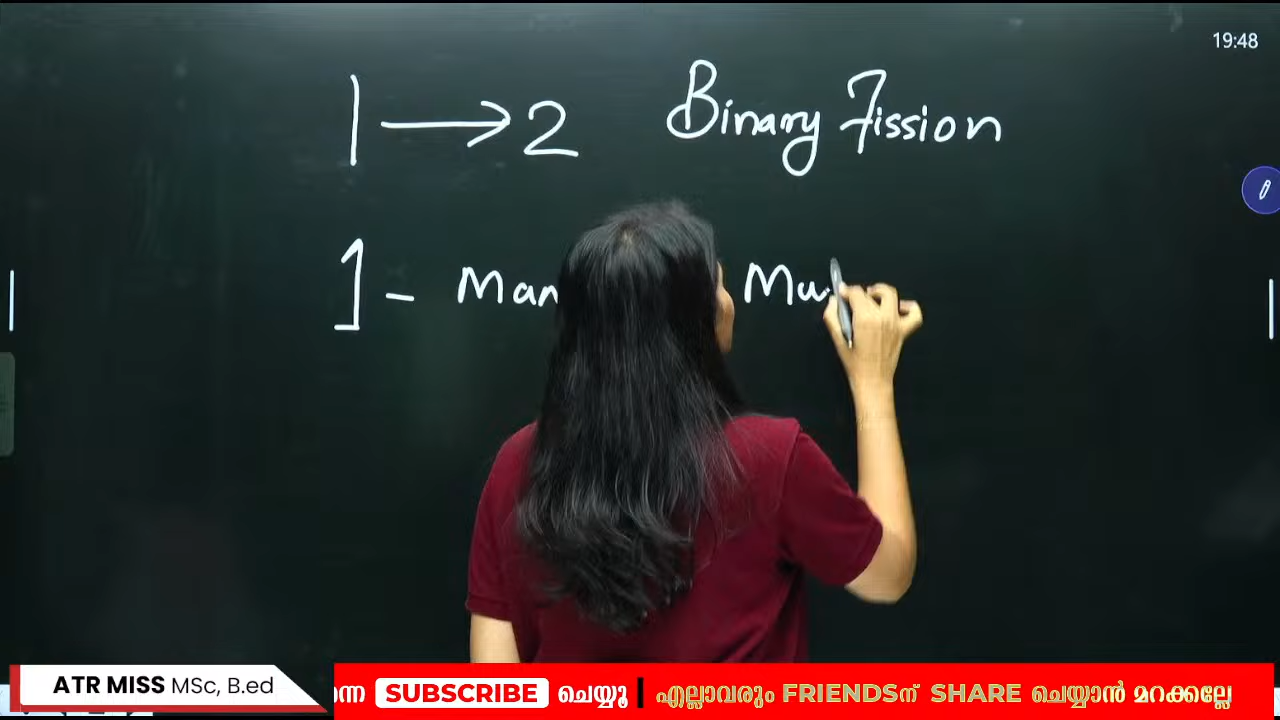 19:48
1 → 2 Binary Fission
1 - Man Mu
ATR MISS MSc, B.ed
ന്നെ SUBSCRIBE ചെയ്യൂ | എല്ലാവരും FRIENDSന് SHARE ചെയ്യാൻ മറക്കല്ലേ